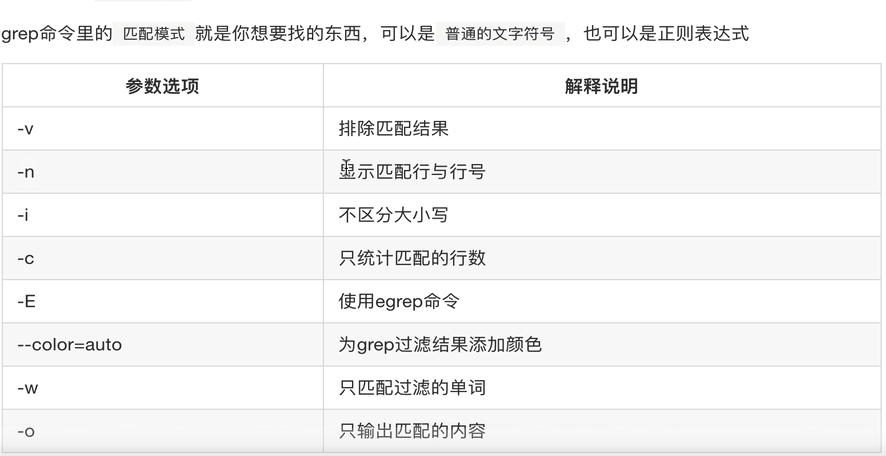 grep命令里的 匹配模式 就是你想要找的东西，可以是 普通的文字符号 ，也可以是正则表达式
参数选项 解释说明
-v 排除匹配结果
-n 显示匹配行与行号
-i 不区分大小写
-c 只统计匹配的行数
-E 使用egrep命令
--color=auto 为grep过滤结果添加颜色
-w 只匹配过滤的单词
-o 只输出匹配的内容